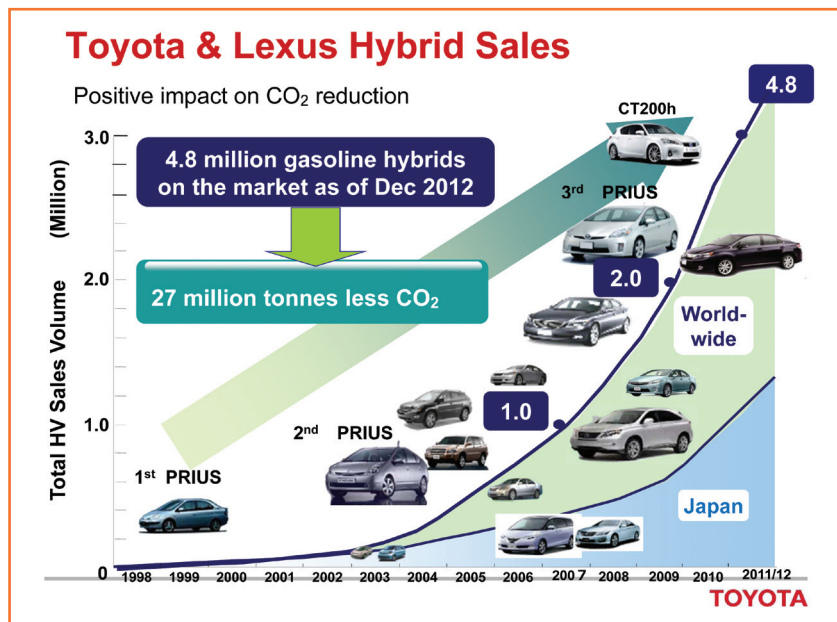 Toyota & Lexus Hybrid Sales
Positive impact on CO₂ reduction
4.8
CT200h
3.0
4.8 million gasoline hybrids
on the market as of Dec 2012
3rd PRIUS
Total HV Sales Volume (Million)
2.0
2.0
27 million tonnes less CO₂
World-
wide
1.0
1.0
2nd PRIUS
1st PRIUS
Japan
0
1998 1999 2000 2001 2002 2003 2004 2005 2006 2007 2008 2009 2010 2011/12
TOYOTA